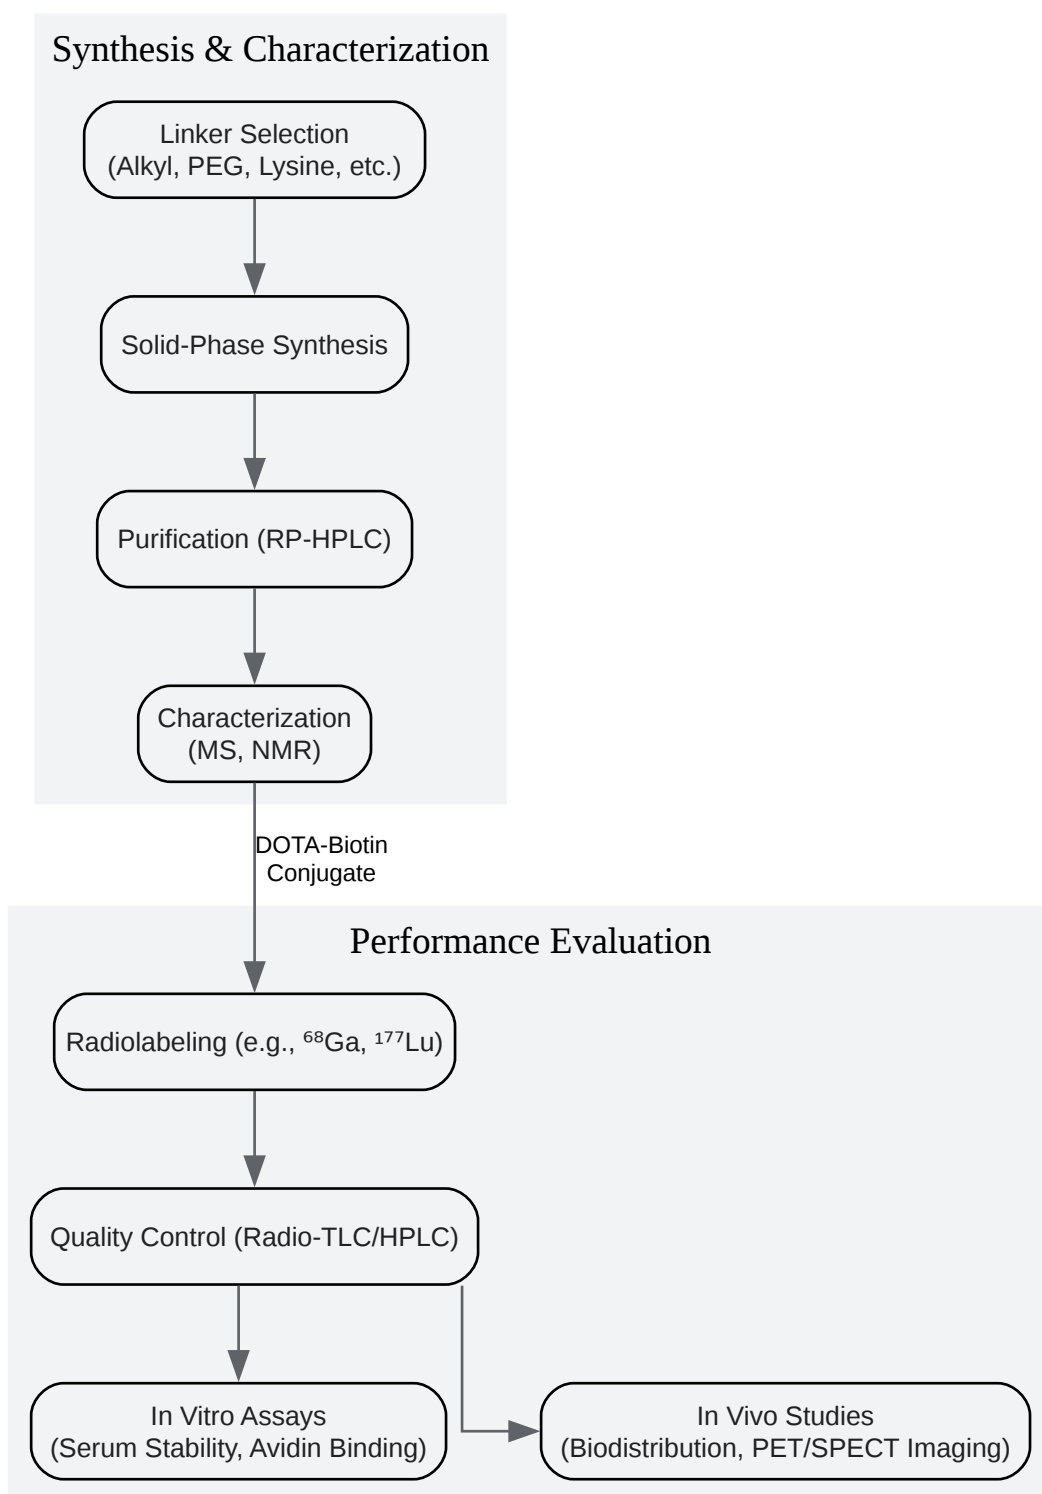 Synthesis & Characterization
Linker Selection
(Alkyl, PEG, Lysine, etc.)
Solid-Phase Synthesis
Purification (RP-HPLC)
Characterization
(MS, NMR)
DOTA-Biotin
Conjugate
Performance Evaluation
Radiolabeling (e.g., ⁶⁸Ga, ¹⁷⁷Lu)
Quality Control (Radio-TLC/HPLC)
In Vitro Assays
(Serum Stability, Avidin Binding)
In Vivo Studies
(Biodistribution, PET/SPECT Imaging)